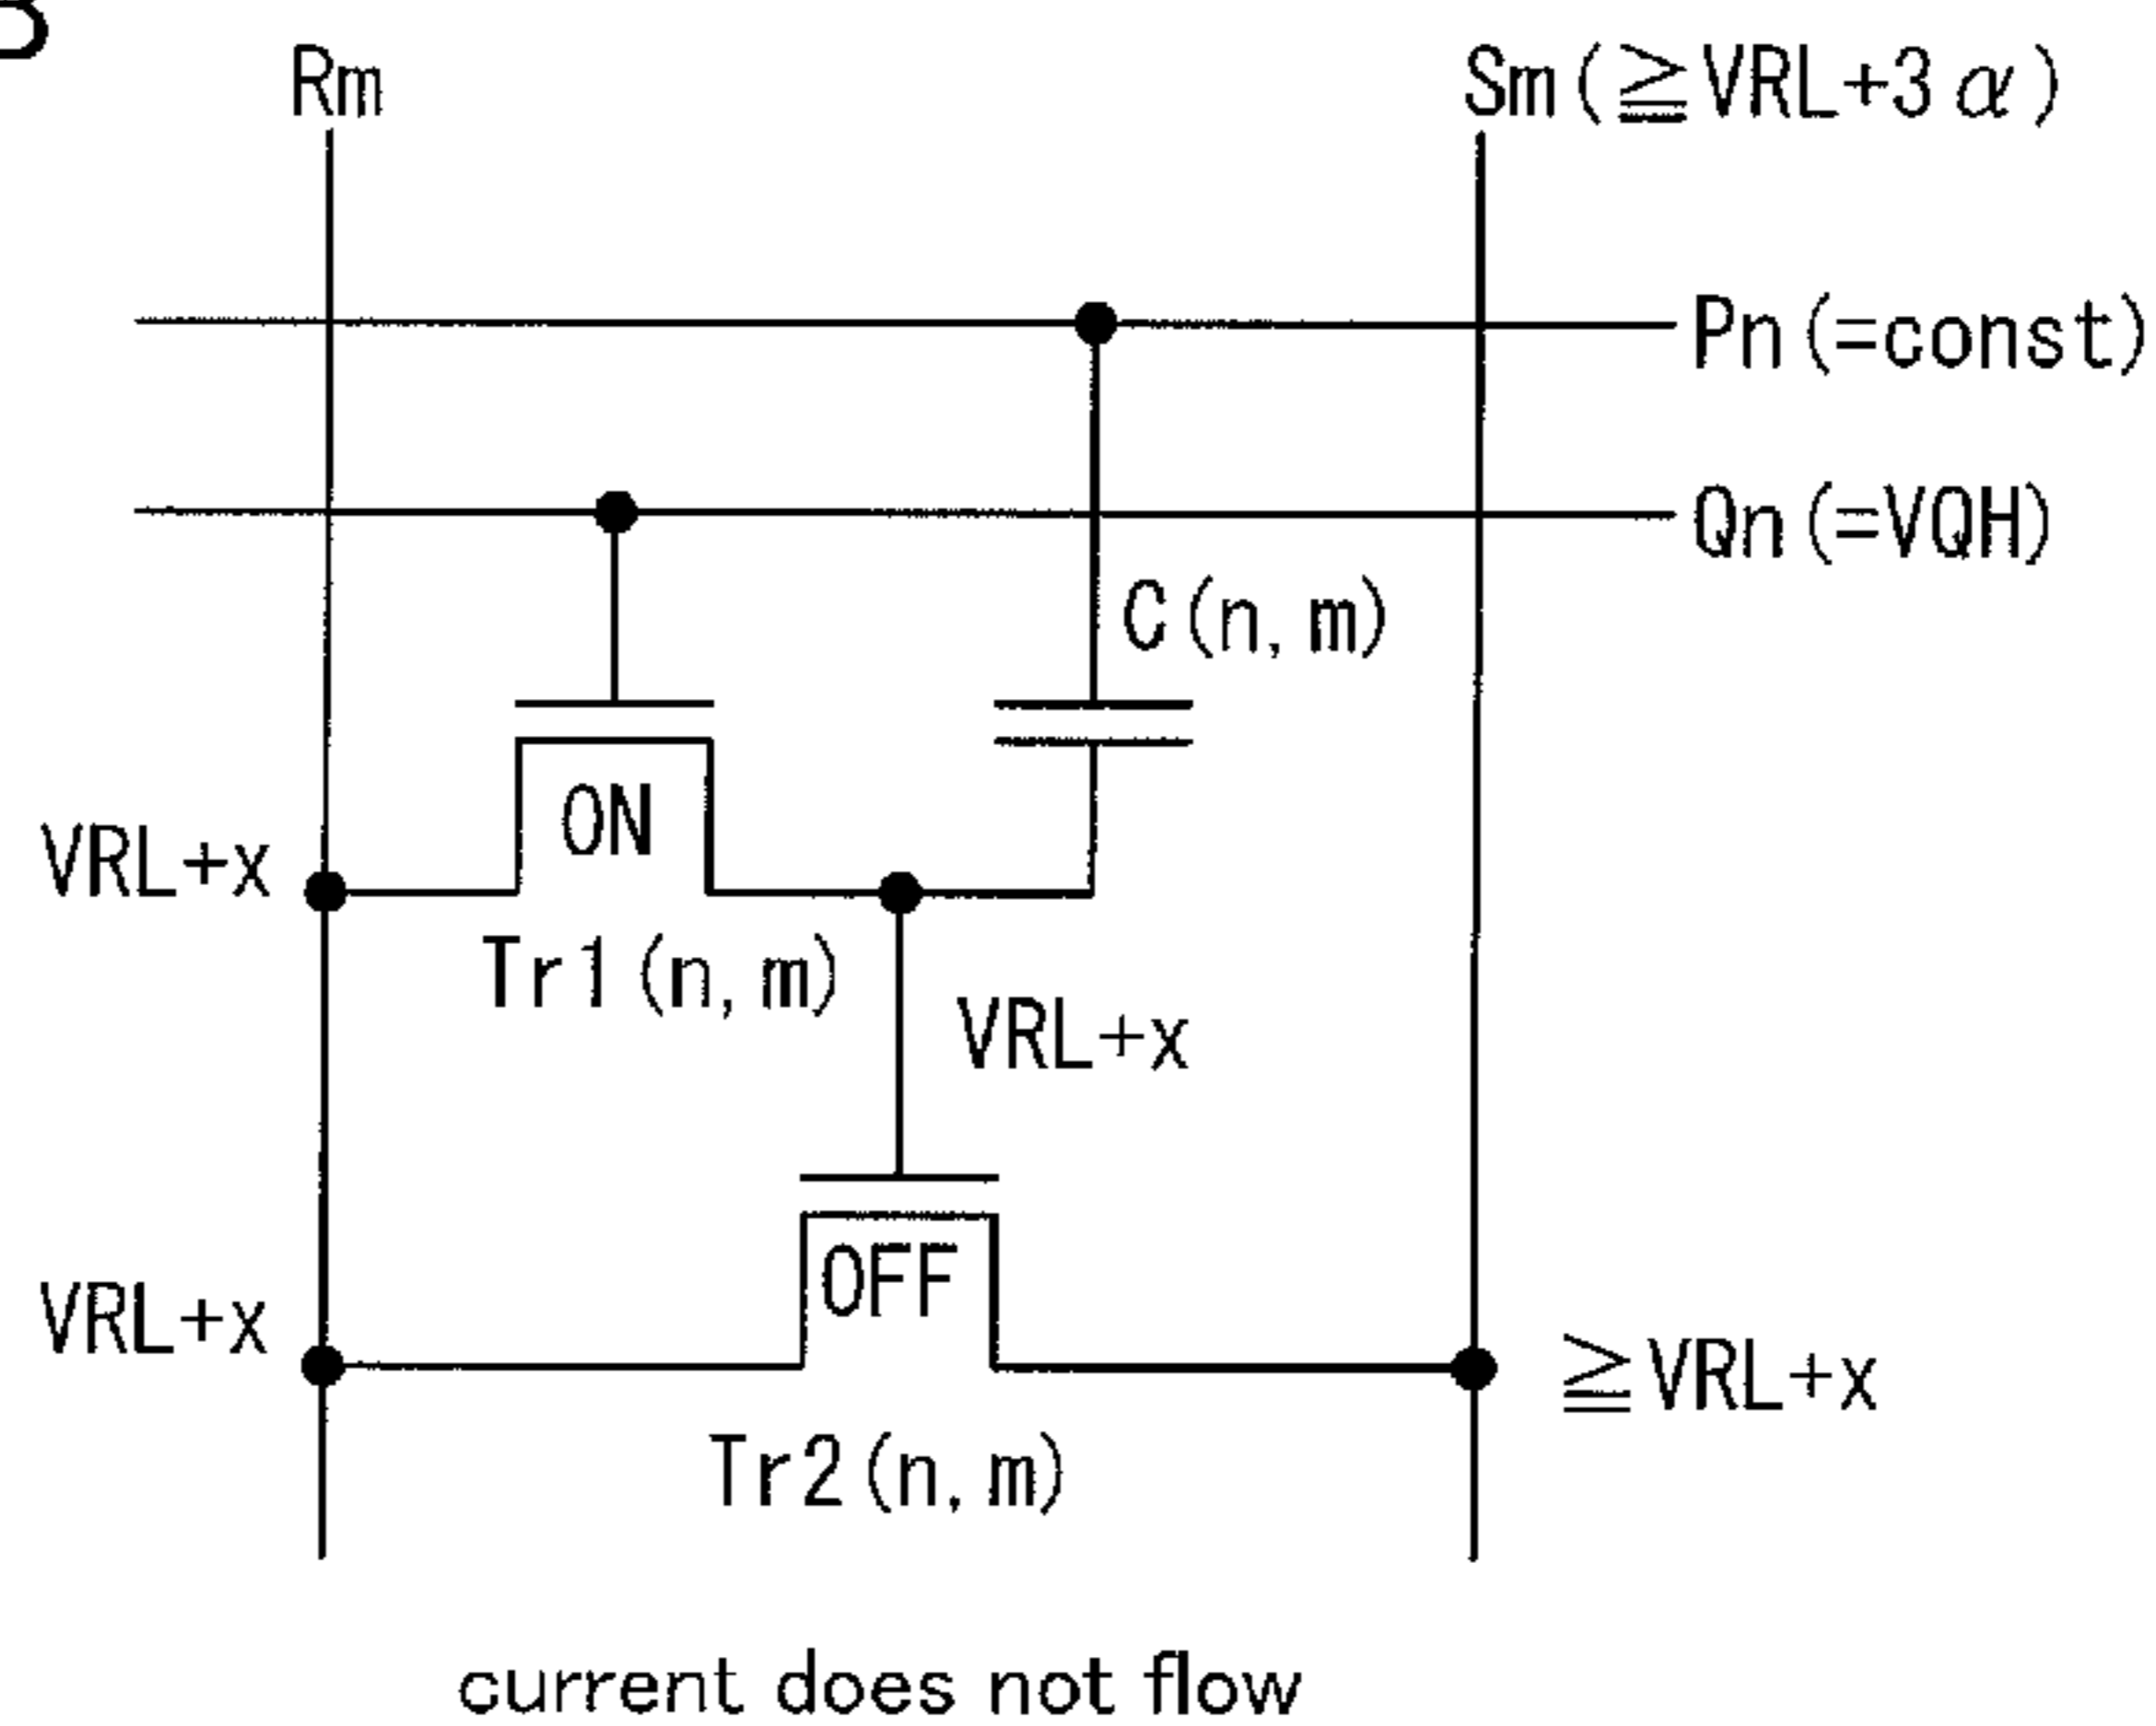 Rm
Sm(≧VRL+3α)
Pn(=const)
Qn(=VQH)
C(n,m)
ON
VRL+x
Tr1(n,m)
VRL+x
OFF
VRL+x
≧VRL+x
Tr2(n,m)
current does not flow